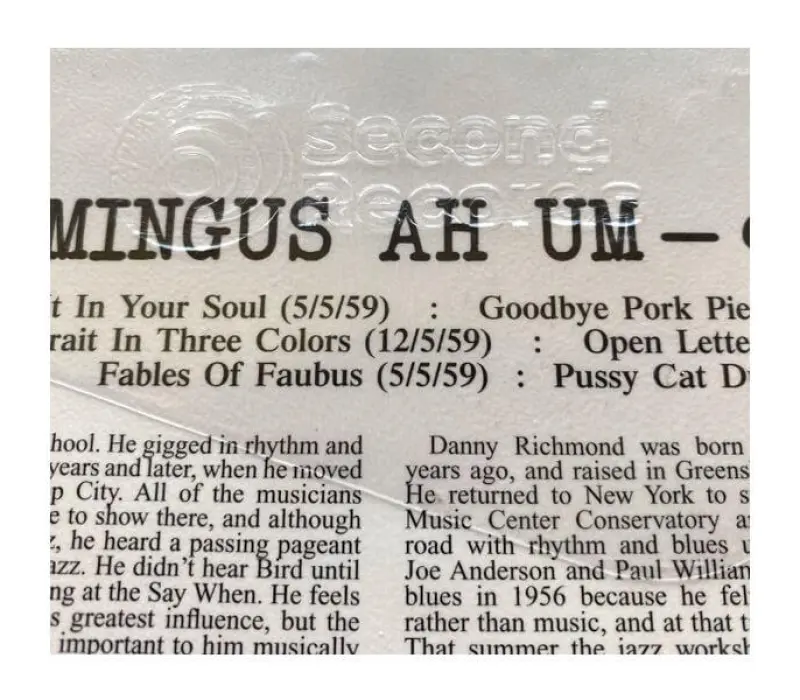 Second
Records
MINGUS AH UM –
t In Your Soul (5/5/59) : Goodbye Pork Pie
rait In Three Colors (12/5/59) : Open Lette
Fables Of Faubus (5/5/59) : Pussy Cat D
hool. He gigged in rhythm and
years and later, when he moved
p City. All of the musicians
e to show there, and although
z, he heard a passing pageant
azz. He didn't hear Bird until
ng at the Say When. He feels
s greatest influence, but the
important to him musically
Danny Richmond was born
years ago, and raised in Greens
He returned to New York to s
Music Center Conservatory a
road with rhythm and blues u
Joe Anderson and Paul William
blues in 1956 because he fel
rather than music, and at that t
That summer the jazz worksh